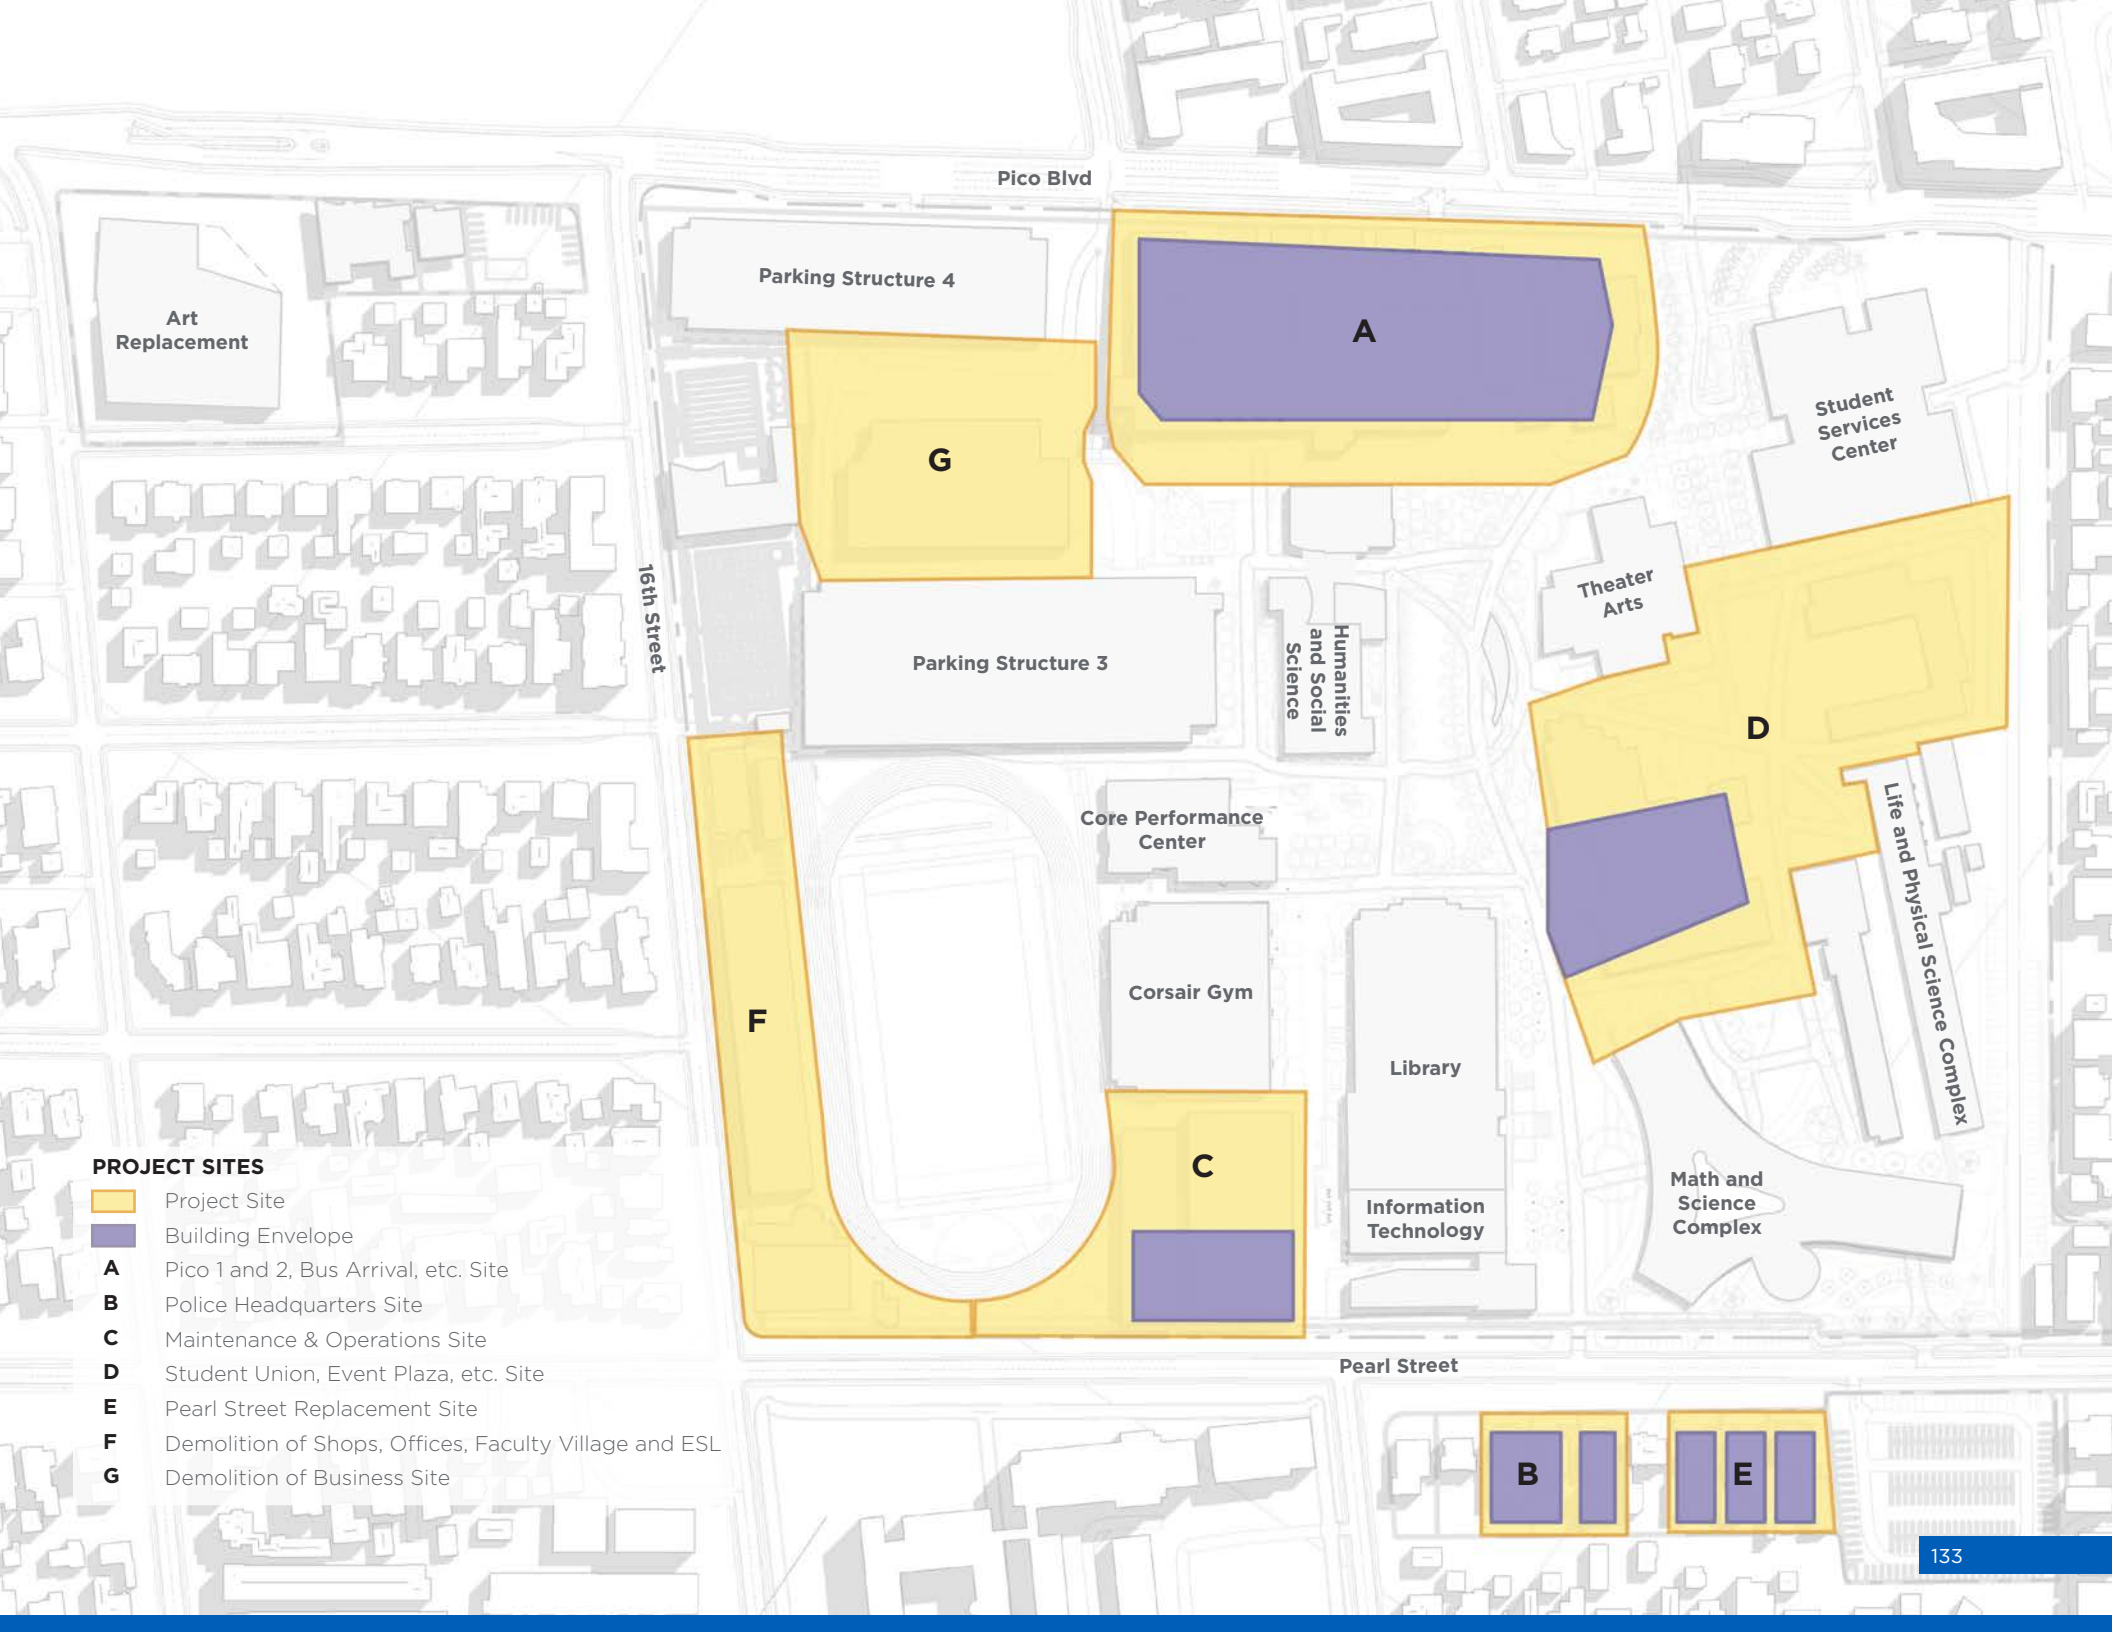 Pico Blvd
Parking Structure 4
Art
Replacement
A
Student
Services
Center
G
16th Street
Theater
Arts
Parking Structure 3
Humanities
and Social
Science
D
Core Performance
Center
Life and Physical Science Complex
Corsair Gym
F
Library
C
Math and
Science
Complex
Information
Technology
PROJECT SITES
Project Site
Building Envelope
A Pico 1 and 2, Bus Arrival, etc. Site
B Police Headquarters Site
C Maintenance & Operations Site
D Student Union, Event Plaza, etc. Site
E Pearl Street Replacement Site
F Demolition of Shops, Offices, Faculty Village and ESL
G Demolition of Business Site
Pearl Street
B
E
133